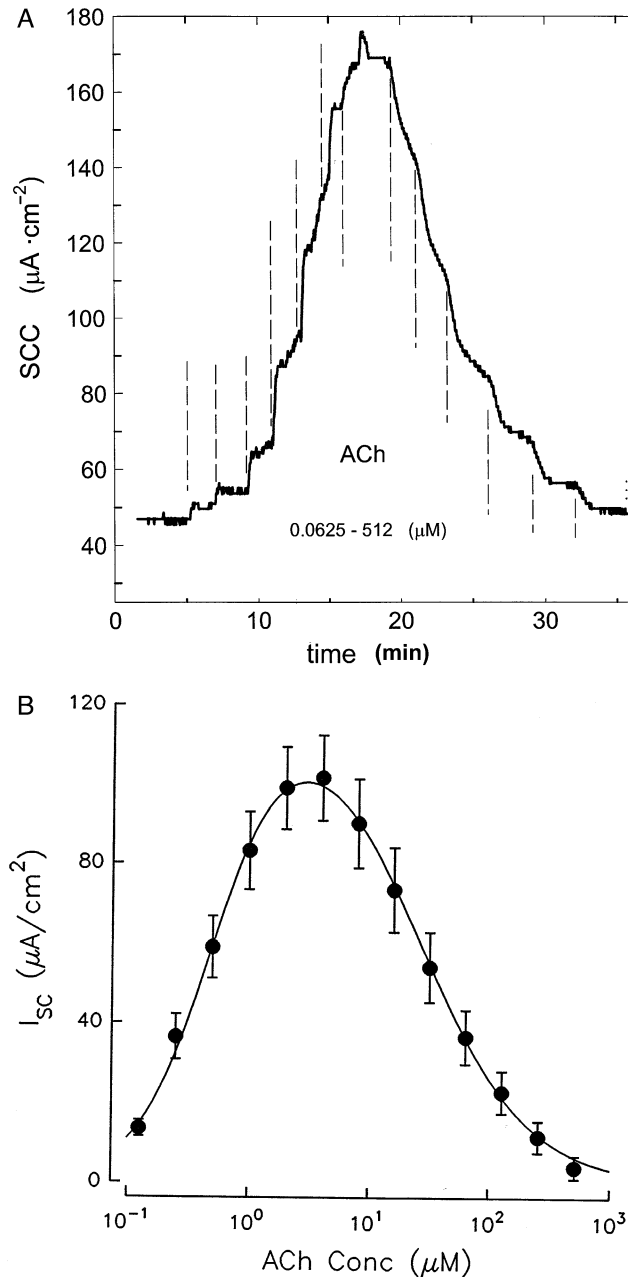 A
180
160
140
120
100
80
60
40
SCC (μA ·cm⁻²)
ACh
0.0625 - 512 (μM)
0 10 20 30
time (min)
B
120
80
40
0
I_SC (μA/cm²)
10⁻¹ 10⁰ 10¹ 10² 10³
ACh Conc (μM)